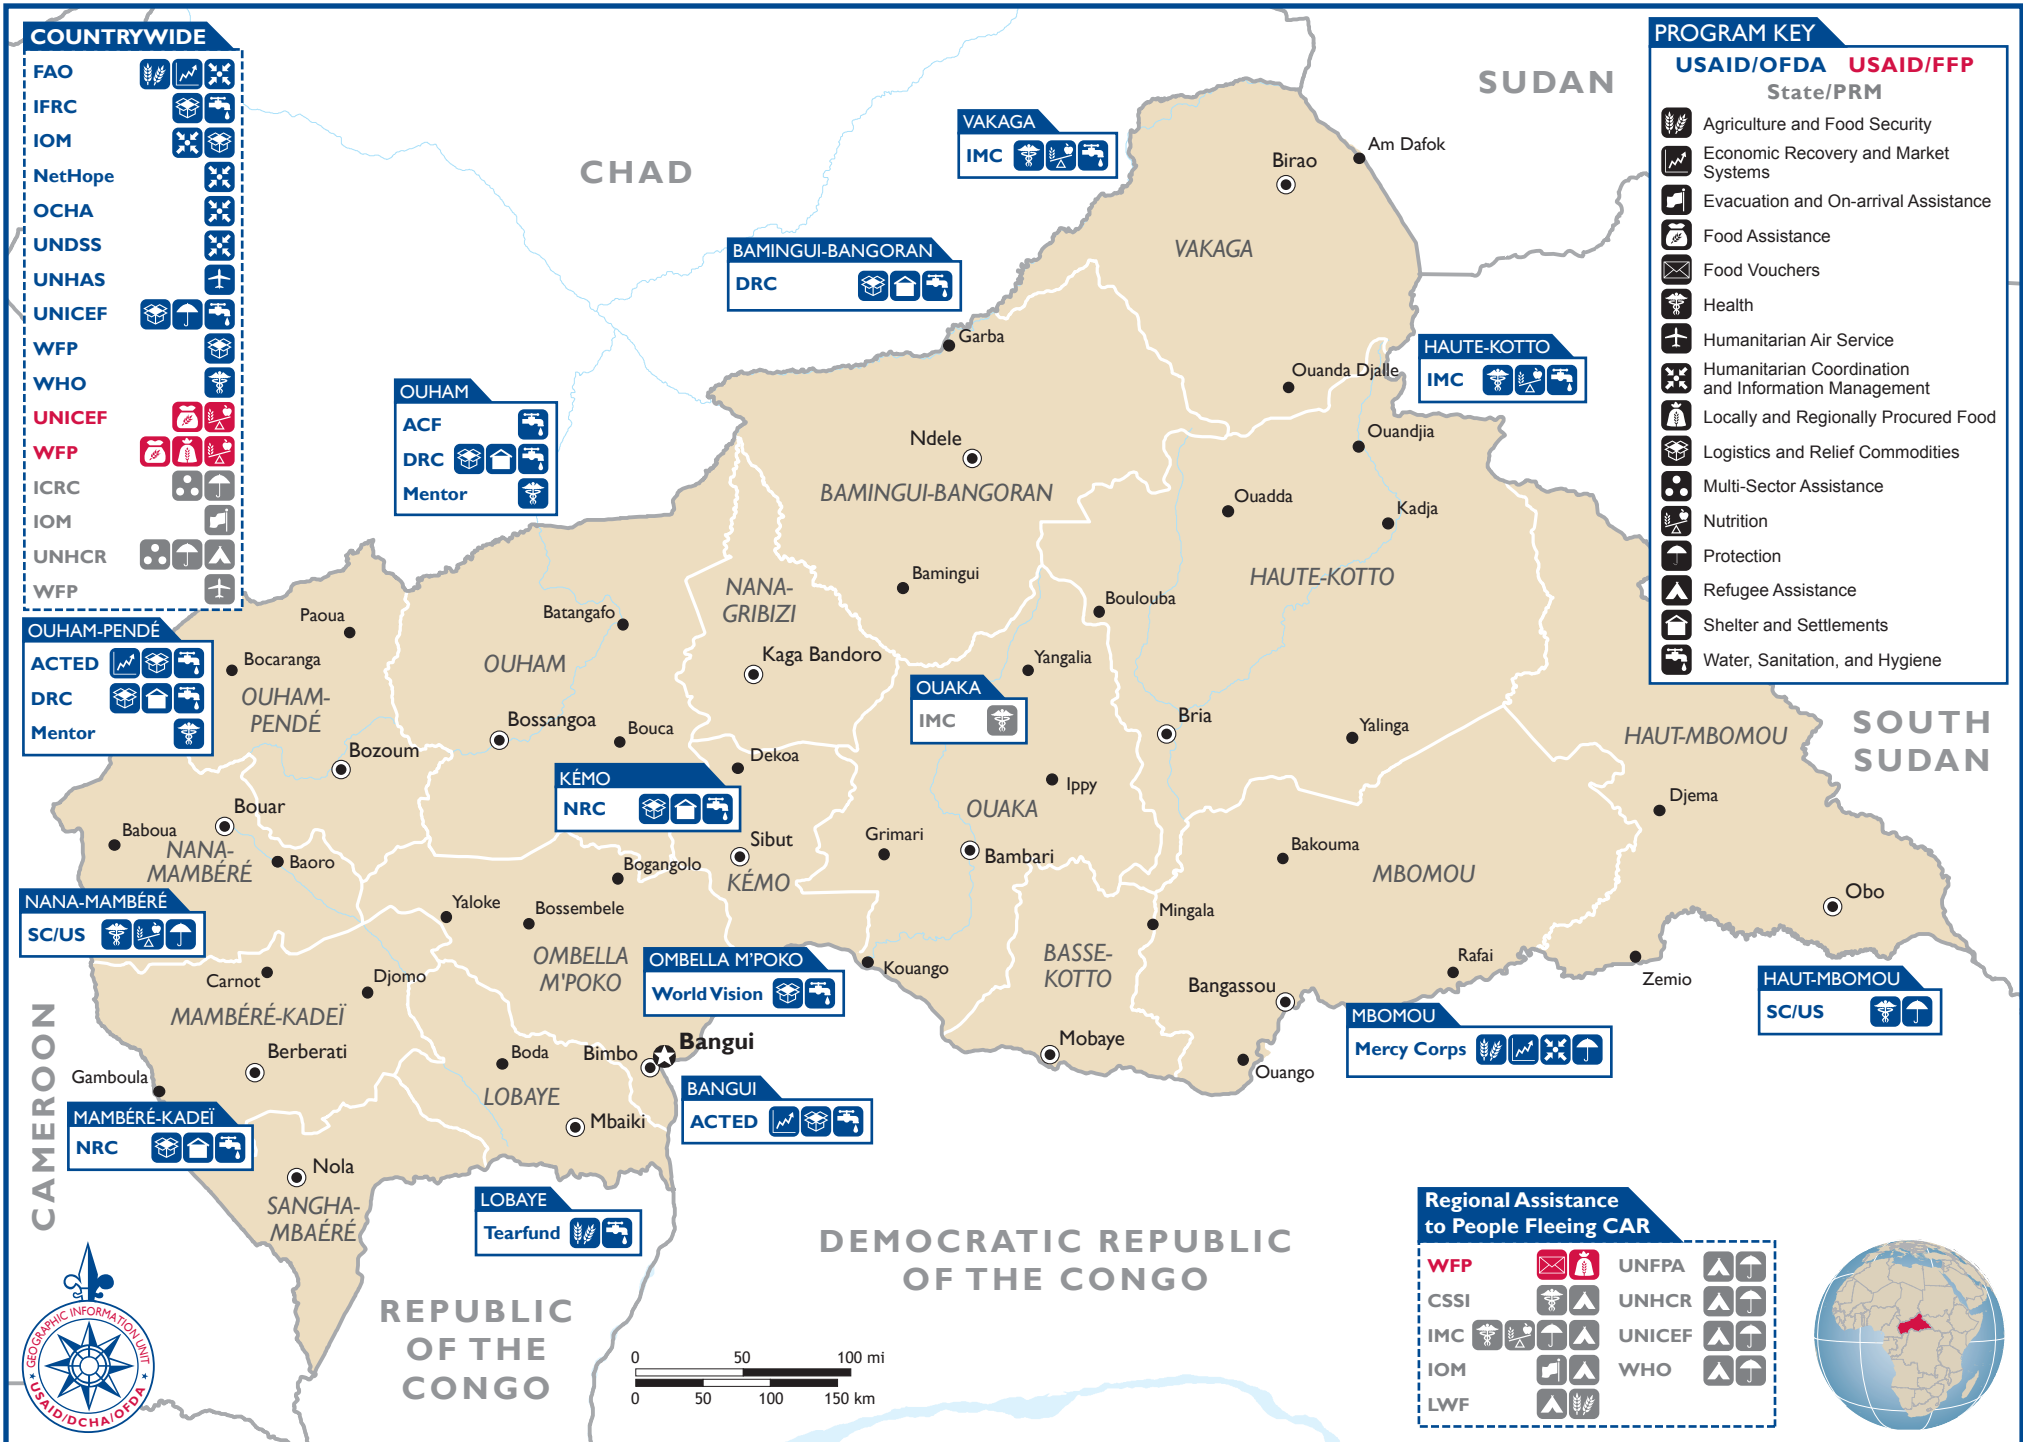 COUNTRYWIDE
FAO
IFRC
IOM
NetHope
OCHA
UNDSS
UNHAS
UNICEF
WFP
WHO
UNICEF
WFP
ICRC
IOM
UNHCR
WFP
PROGRAM KEY
USAID/OFDA USAID/FFP
State/PRM
Agriculture and Food Security
Economic Recovery and Market
Systems
Evacuation and On-arrival Assistance
Food Assistance
Food Vouchers
Health
Humanitarian Air Service
Humanitarian Coordination
and Information Management
Locally and Regionally Procured Food
Logistics and Relief Commodities
Multi-Sector Assistance
Nutrition
Protection
Refugee Assistance
Shelter and Settlements
Water, Sanitation, and Hygiene
SUDAN
CHAD
VAKAGA
IMC
Am Dafok
Birao
VAKAGA
BAMINGUI-BANGORAN
DRC
Garba
HAUTE-KOTTO
IMC
Ouanda Djalle
OUHAM
ACF
DRC
Mentor
Ndele
BAMINGUI-BANGORAN
Ouandjia
Ouadda
Kadja
Bamingui
NANA-
GRIBIZI
HAUTE-KOTTO
Boulouba
Paoua
Batangafo
OUHAM-PENDÉ
ACTED
DRC
Mentor
Bocaranga
OUHAM-
PENDÉ
OUHAM
Kaga Bandoro
Yangalia
OUAKA
IMC
Bossangoa
Bouca
Bria
Yalinga
HAUT-MBOMOU
SOUTH
SUDAN
Bozoum
Dekoa
KÉMO
NRC
Ippy
OUAKA
Djema
Bouar
Baboua
NANA-
MAMBÉRÉ
Baoro
Sibut
KÉMO
Grimari
Bambari
Bakouma
MBOMOU
Bogangolo
Obo
NANA-MAMBÉRÉ
SC/US
Yaloke
Bossembele
Mingala
OMBELLA
M'POKO
OMBELLA M'POKO
World Vision
Kouango
BASSE-
KOTTO
Rafai
Zemio
HAUT-MBOMOU
SC/US
Carnot
Djomo
MAMBÉRÉ-KADEÏ
Bangassou
MBOMOU
Mercy Corps
CAMEROON
Berberati
Boda
Bimbo
Bangui
Mobaye
Ouango
Gamboula
LOBAYE
BANGUI
ACTED
MAMBÉRÉ-KADEÏ
NRC
Mbaiki
Nola
SANGHA-
MBAÉRÉ
LOBAYE
Tearfund
DEMOCRATIC REPUBLIC
OF THE CONGO
REPUBLIC
OF THE
CONGO
Regional Assistance
to People Fleeing CAR
WFP
CSSI
IMC
IOM
LWF
UNFPA
UNHCR
UNICEF
WHO
0 50 100 mi
0 50 100 150 km
GEOGRAPHIC INFORMATION UNIT
USAID/DCHA/OFDA